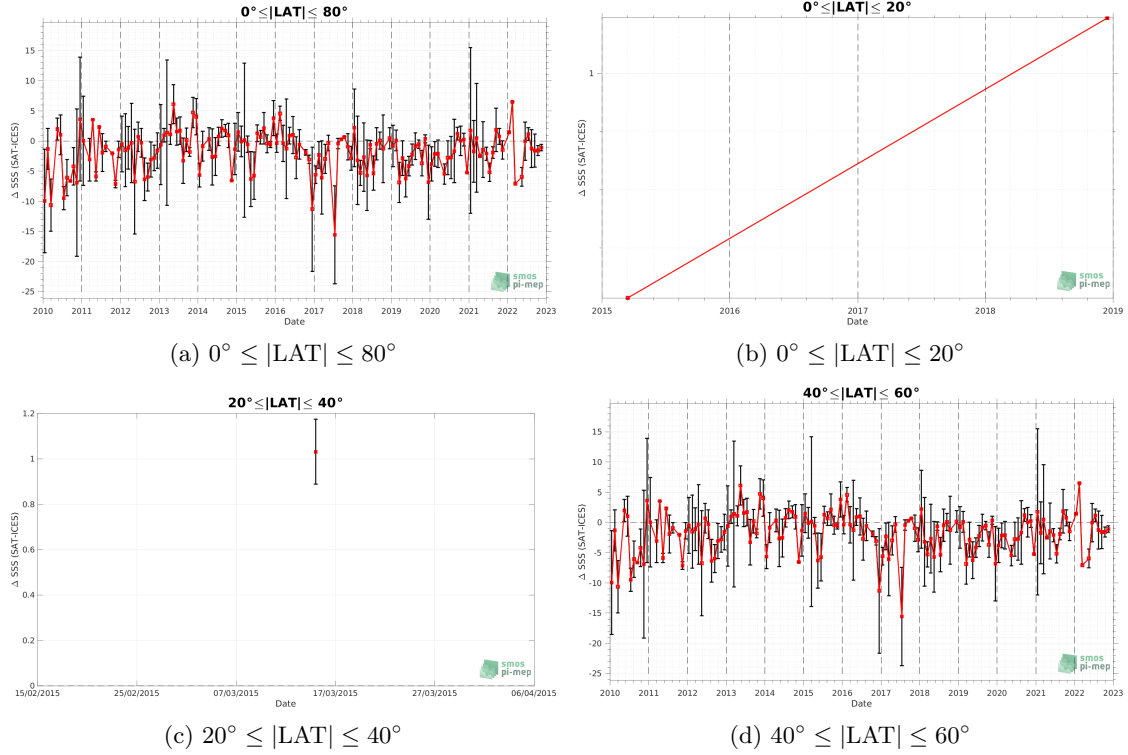 0°≤|LAT|≤ 80°
Δ SSS (SAT-ICES)
15
10
5
0
-5
-10
-15
-20
-25
2010 2011 2012 2013 2014 2015 2016 2017 2018 2019 2020 2021 2022 2023
Date
smos
pi-mep
(a) 0° ≤ |LAT| ≤ 80°
0°≤|LAT|≤ 20°
Δ SSS (SAT-ICES)
1
2015 2016 2017 2018 2019
Date
smos
pi-mep
(b) 0° ≤ |LAT| ≤ 20°
20°≤|LAT|≤ 40°
Δ SSS (SAT-ICES)
1.2
1
0.8
0.6
0.4
0.2
0
15/02/2015 25/02/2015 07/03/2015 17/03/2015 27/03/2015 06/04/2015
Date
smos
pi-mep
(c) 20° ≤ |LAT| ≤ 40°
40°≤|LAT|≤ 60°
Δ SSS (SAT-ICES)
15
10
5
0
-5
-10
-15
-20
-25
2010 2011 2012 2013 2014 2015 2016 2017 2018 2019 2020 2021 2022 2023
Date
smos
pi-mep
(d) 40° ≤ |LAT| ≤ 60°